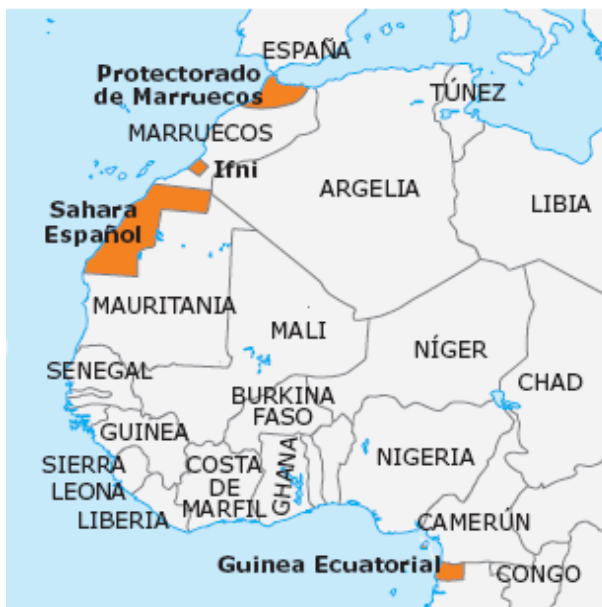 ESPAÑA
Protectorado
de Marruecos
TÚNEZ
MARRUECOS
Ifni
ARGELIA
LIBIA
Sahara
Español
MAURITANIA
MALI
NÍGER
CHAD
SENEGAL
BURKINA
FASO
GUINEA
NIGERIA
SIERRA
LEONA
COSTA
DE
MARFIL
GHANA
LIBERIA
CAMERÚN
Guinea Ecuatorial
CONGO